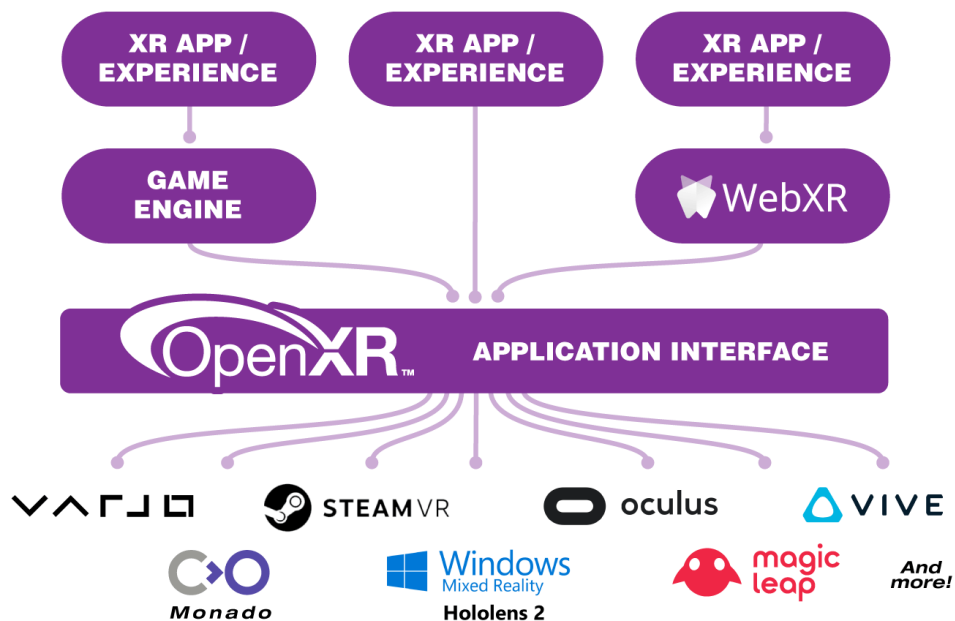 XR APP /
EXPERIENCE
XR APP /
EXPERIENCE
XR APP /
EXPERIENCE
GAME
ENGINE
WebXR
OpenXR™
APPLICATION INTERFACE
VARJO
STEAMVR
oculus
VIVE
Monado
Windows
Mixed Reality
Hololens 2
magic
leap
And
more!